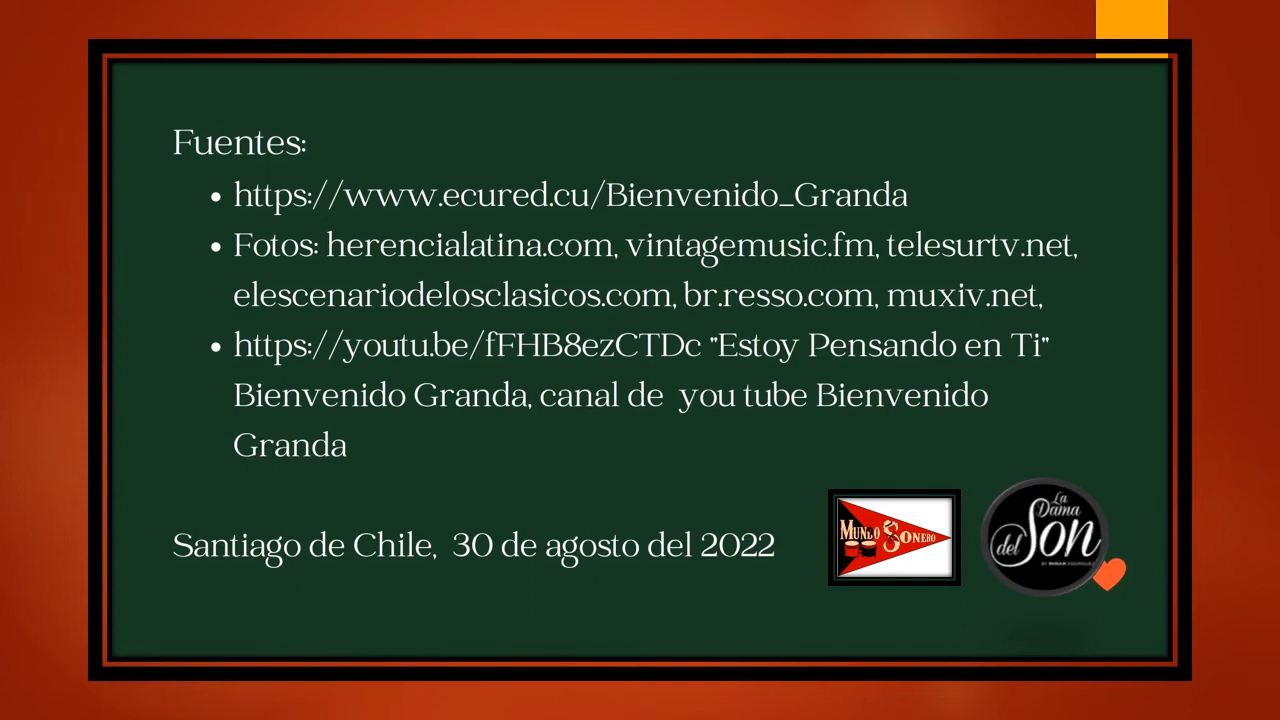 Fuentes:
• https://www.ecured.cu/Bienvenido_Granda
• Fotos: herencialatina.com, vintagemusic.fm, telesurtv.net,
elescenariodelosclasicos.com, br.resso.com, muxiv.net,
• https://youtu.be/fFHB8ezCTDc "Estoy Pensando en Ti"
Bienvenido Granda, canal de you tube Bienvenido
Granda
Santiago de Chile, 30 de agosto del 2022
MUNDO SONERO
La
Dama
del Son